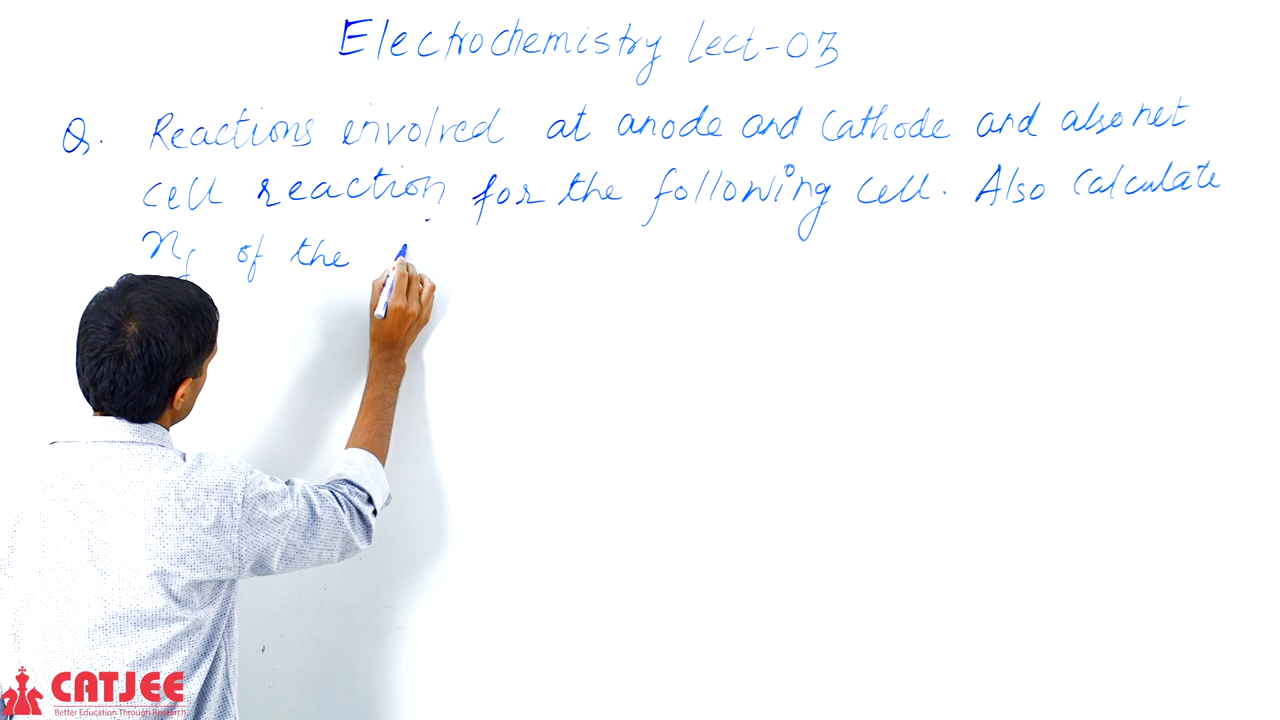 Electrochemistry Lect-03
Q. Reactions involved at anode and cathode and also net
cell reaction for the following cell. Also calculate
nf of the
CATJEE
Better Education Through Research